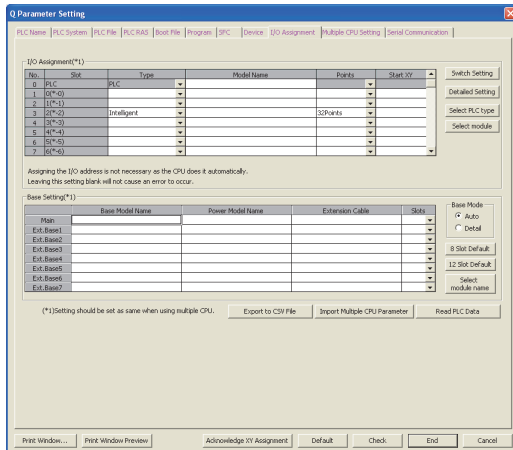 Q Parameter Setting
PLC Name PLC System PLC File PLC RAS Boot File Program SFC Device I/O Assignment Multiple CPU Setting Serial Communication
I/O Assignment(*1)
No. Slot Type Model Name Points Start XY
0 PLC PLC
1 0(*-0)
2 1(*-1)
3 2(*-2) Intelligent 32Points
4 3(*-3)
5 4(*-4)
6 5(*-5)
7 6(*-6)
Switch Setting
Detailed Setting
Select PLC type
Select module
Assigning the I/O address is not necessary as the CPU does it automatically.
Leaving this setting blank will not cause an error to occur.
Base Setting(*1)
Base Model Name Power Model Name Extension Cable Slots
Main
Ext.Base1
Ext.Base2
Ext.Base3
Ext.Base4
Ext.Base5
Ext.Base6
Ext.Base7
Base Mode
Auto
Detail
8 Slot Default
12 Slot Default
Select
module name
(*1)Setting should be set as same when using multiple CPU.
Export to CSV File Import Multiple CPU Parameter Read PLC Data
Print Window... Print Window Preview Acknowledge XY Assignment Default Check End Cancel